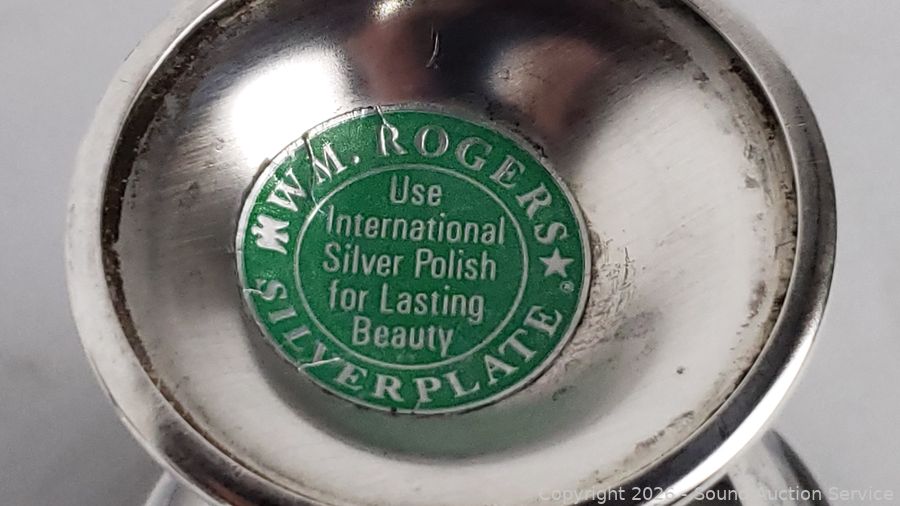 WM. ROGERS★®
SILVERPLATE
Use
International
Silver Polish
for Lasting
Beauty
Copyright 2026 - Sound Auction Service